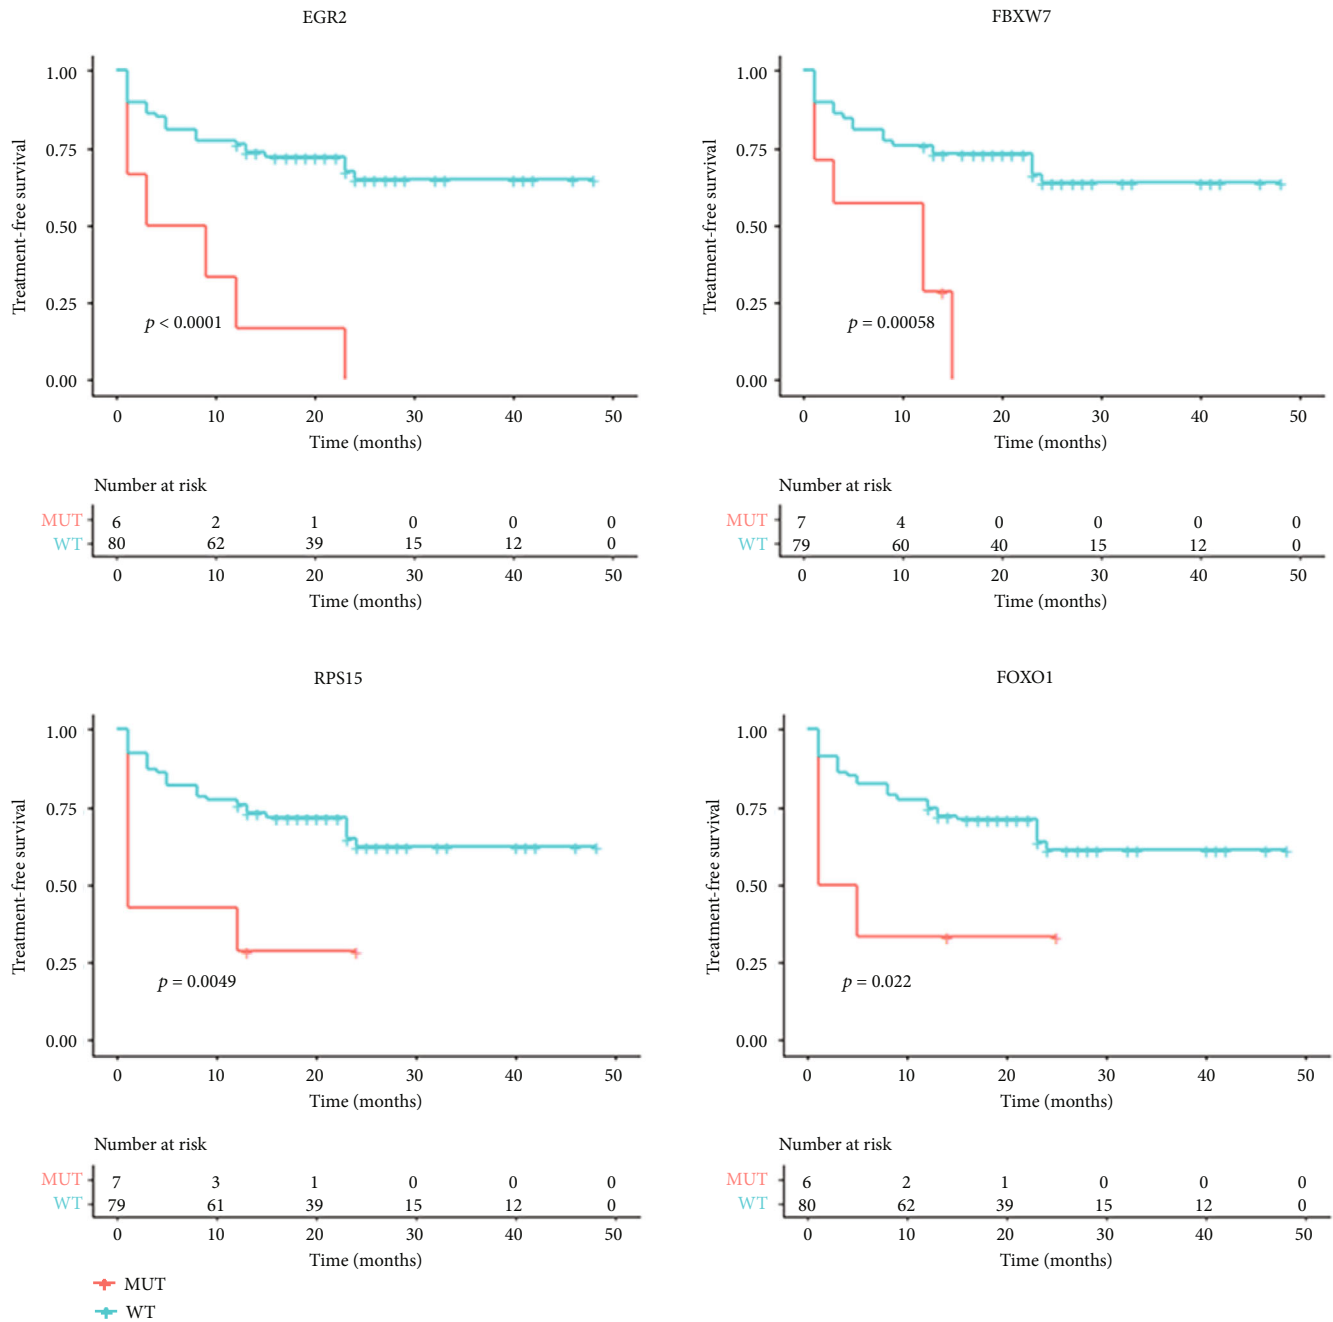 EGR2
1.00
0.75
0.50
0.25
0.00
Treatment-free survival
p < 0.0001
0 10 20 30 40 50
Time (months)
Number at risk
MUT 6 2 1 0 0 0
WT 80 62 39 15 12 0
0 10 20 30 40 50
Time (months)
FBXW7
1.00
0.75
0.50
0.25
0.00
Treatment-free survival
p = 0.00058
0 10 20 30 40 50
Time (months)
Number at risk
MUT 7 4 0 0 0 0
WT 79 60 40 15 12 0
0 10 20 30 40 50
Time (months)
RPS15
1.00
0.75
0.50
0.25
0.00
Treatment-free survival
p = 0.0049
0 10 20 30 40 50
Time (months)
Number at risk
MUT 7 3 1 0 0 0
WT 79 61 39 15 12 0
0 10 20 30 40 50
Time (months)
FOXO1
1.00
0.75
0.50
0.25
0.00
Treatment-free survival
p = 0.022
0 10 20 30 40 50
Time (months)
Number at risk
MUT 6 2 1 0 0 0
WT 80 62 39 15 12 0
0 10 20 30 40 50
Time (months)
MUT
WT